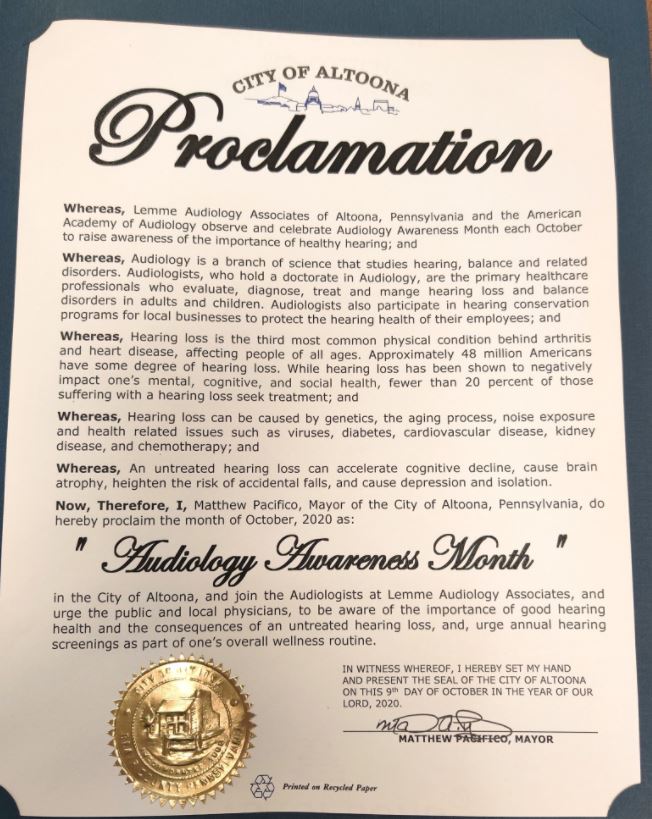 CITY OF ALTOONA
Proclamation
Whereas, Lemme Audiology Associates of Altoona, Pennsylvania and the American
Academy of Audiology observe and celebrate Audiology Awareness Month each October
to raise awareness of the importance of healthy hearing; and
Whereas, Audiology is a branch of science that studies hearing, balance and related
disorders. Audiologists, who hold a doctorate in Audiology, are the primary healthcare
professionals who evaluate, diagnose, treat and mange hearing loss and balance
disorders in adults and children. Audiologists also participate in hearing conservation
programs for local businesses to protect the hearing health of their employees; and
Whereas, Hearing loss is the third most common physical condition behind arthritis
and heart disease, affecting people of all ages. Approximately 48 million Americans
have some degree of hearing loss. While hearing loss has been shown to negatively
impact one's mental, cognitive, and social health, fewer than 20 percent of those
suffering with a hearing loss seek treatment; and
Whereas, Hearing loss can be caused by genetics, the aging process, noise exposure
and health related issues such as viruses, diabetes, cardiovascular disease, kidney
disease, and chemotherapy; and
Whereas, An untreated hearing loss can accelerate cognitive decline, cause brain
atrophy, heighten the risk of accidental falls, and cause depression and isolation.
Now, Therefore, I, Matthew Pacifico, Mayor of the City of Altoona, Pennsylvania, do
hereby proclaim the month of October, 2020 as:
" Audiology Awareness Month "
in the City of Altoona, and join the Audiologists at Lemme Audiology Associates, and
urge the public and local physicians, to be aware of the importance of good hearing
health and the consequences of an untreated hearing loss, and, urge annual hearing
screenings as part of one's overall wellness routine.
IN WITNESS WHEREOF, I HEREBY SET MY HAND
AND PRESENT THE SEAL OF THE CITY OF ALTOONA
ON THIS 9th DAY OF OCTOBER IN THE YEAR OF OUR
LORD, 2020.
MATTHEW PACIFICO, MAYOR
Printed on Recycled Paper